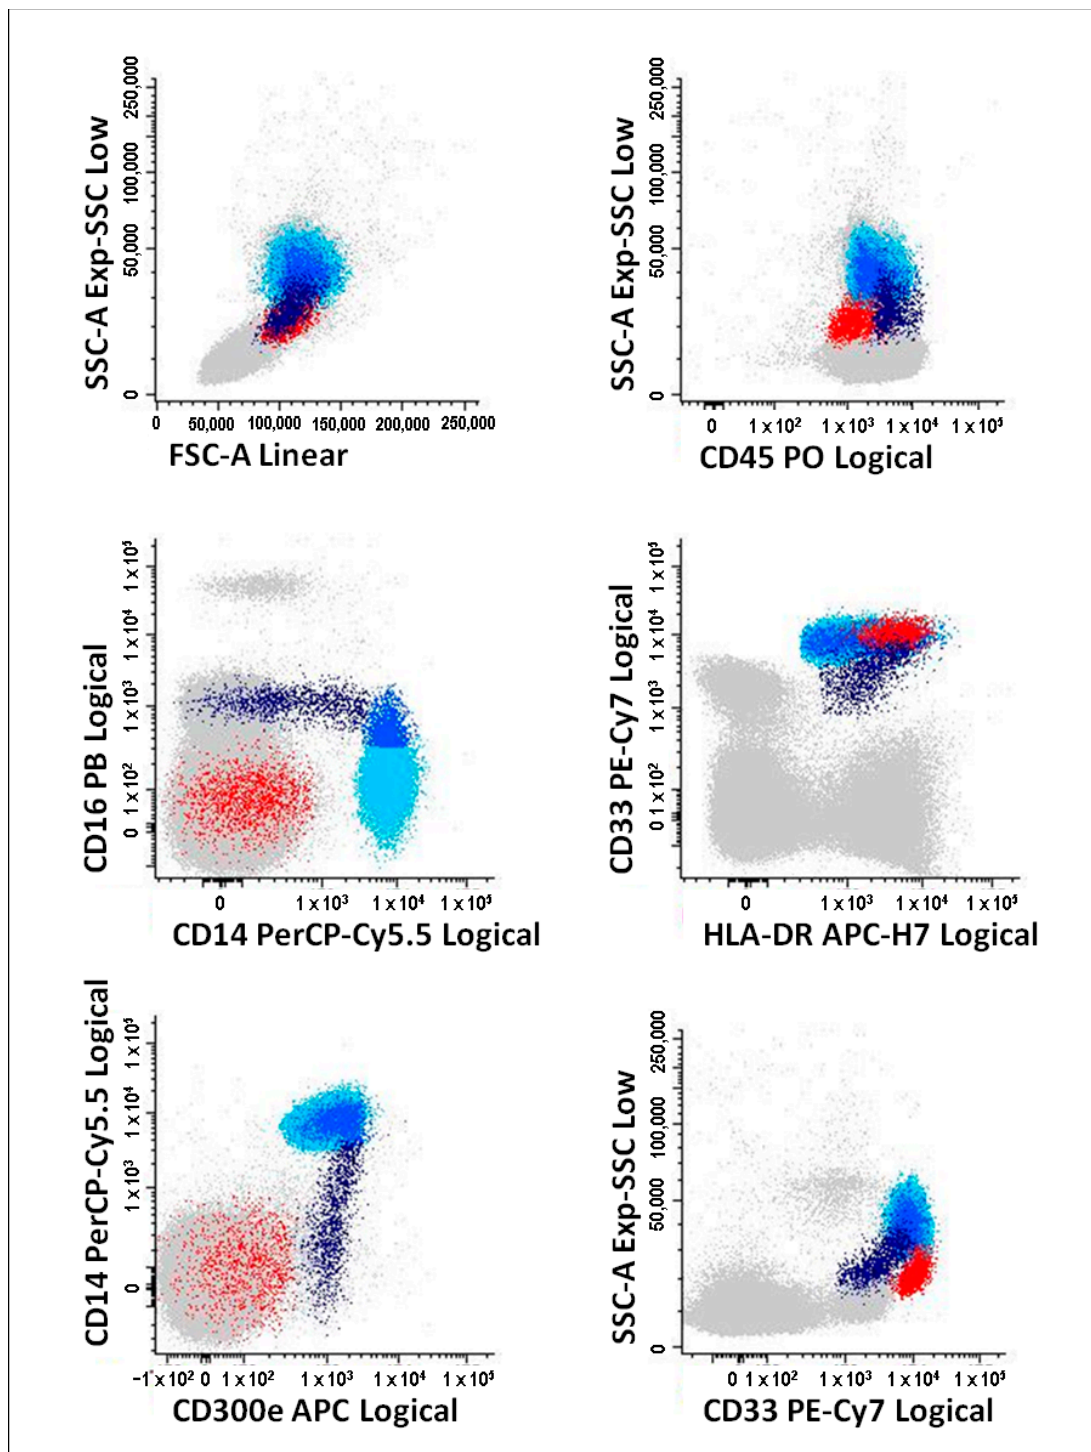 SSC-A Exp-SSC Low
250,000
100,000
50,000
0
0 50,000 100,000 150,000 200,000 250,000
FSC-A Linear
SSC-A Exp-SSC Low
250,000
100,000
50,000
0
0 1 x 10² 1 x 10³ 1 x 10⁴ 1 x 10⁵
CD45 PO Logical
CD16 PB Logical
1 x 10⁵
1 x 10⁴
1 x 10³
1 x 10²
0
0 1 x 10³ 1 x 10⁴ 1 x 10⁵
CD14 PerCP-Cy5.5 Logical
CD33 PE-Cy7 Logical
1 x 10⁵
1 x 10⁴
1 x 10³
1 x 10²
0
0 1 x 10³ 1 x 10⁴ 1 x 10⁵
HLA-DR APC-H7 Logical
CD14 PerCP-Cy5.5 Logical
1 x 10⁵
1 x 10⁴
1 x 10³
0
−1 x 10² 0 1 x 10² 1 x 10³ 1 x 10⁴ 1 x 10⁵
CD300e APC Logical
SSC-A Exp-SSC Low
250,000
100,000
50,000
0
0 1 x 10² 1 x 10³ 1 x 10⁴ 1 x 10⁵
CD33 PE-Cy7 Logical